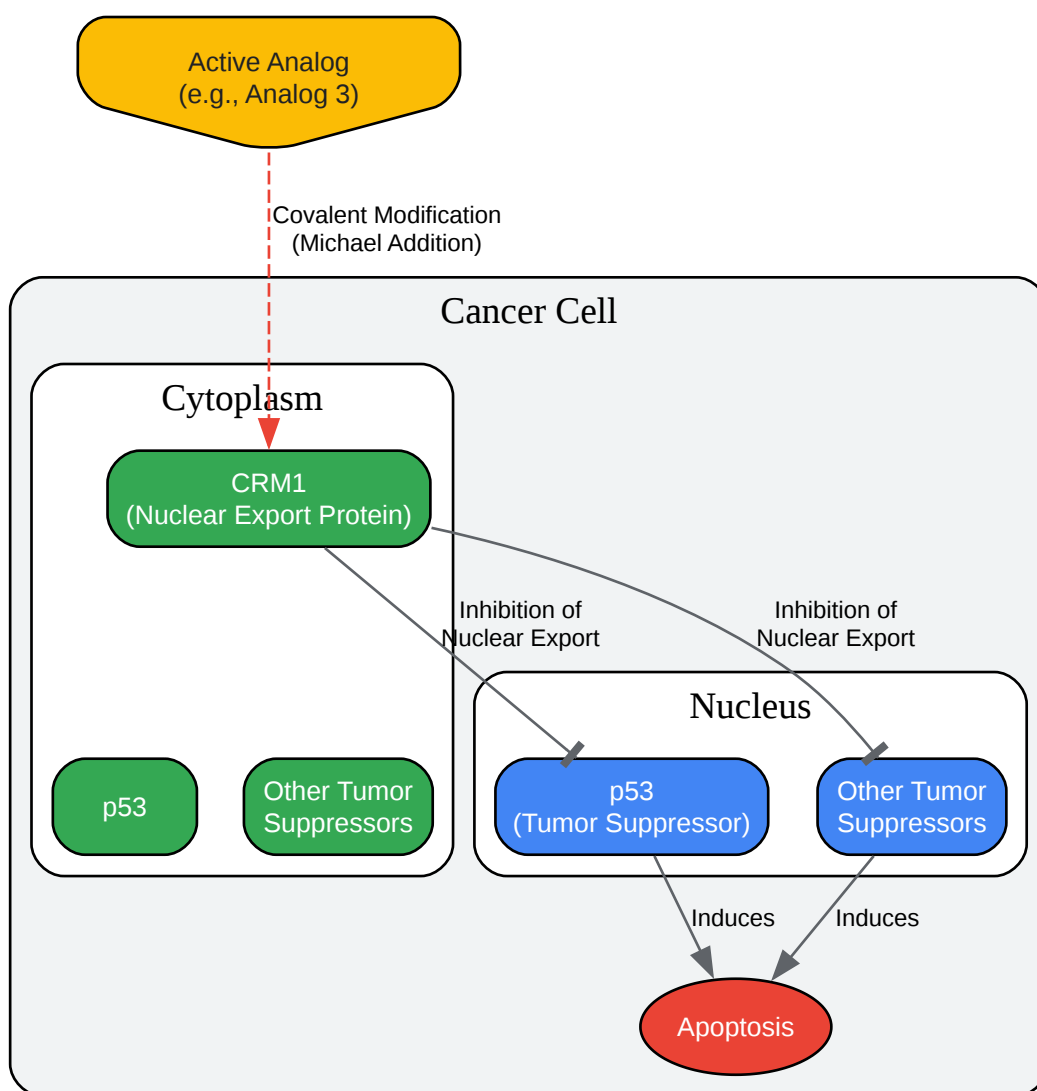 Active Analog
(e.g., Analog 3)
Covalent Modification
(Michael Addition)
Cancer Cell
Cytoplasm
CRM1
(Nuclear Export Protein)
Inhibition of
Nuclear Export
Inhibition of
Nuclear Export
Nucleus
p53
Other Tumor
Suppressors
p53
(Tumor Suppressor)
Other Tumor
Suppressors
Induces
Induces
Apoptosis